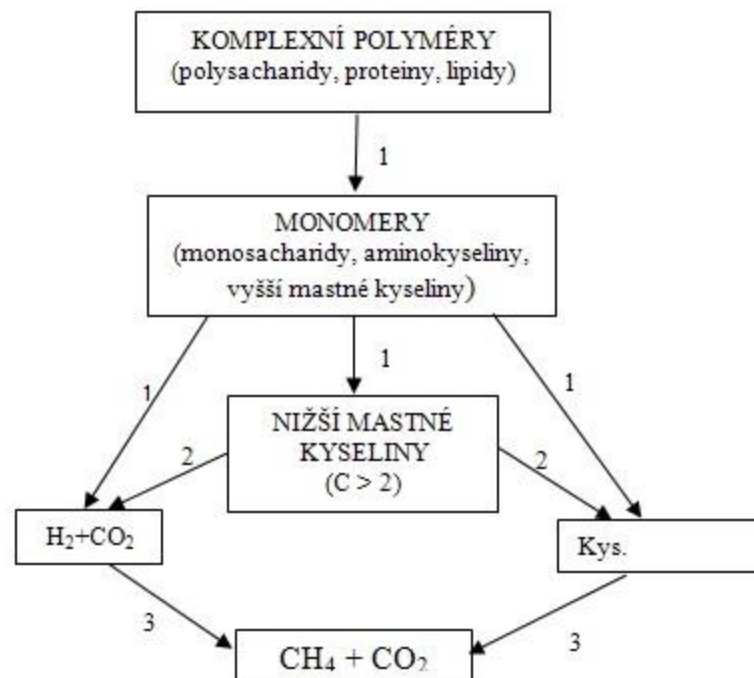 KOMPLEXNÍ POLYMÉRY
(polysacharidy, proteiny, lipidy)
1
MONOMERY
(monosacharidy, aminokyseliny,
vyšší mastné kyseliny)
1
1
1
NIŽŠÍ MASTNÉ
KYSELINY
(C > 2)
2
2
H₂+CO₂
Kys.
3
3
CH₄ + CO₂